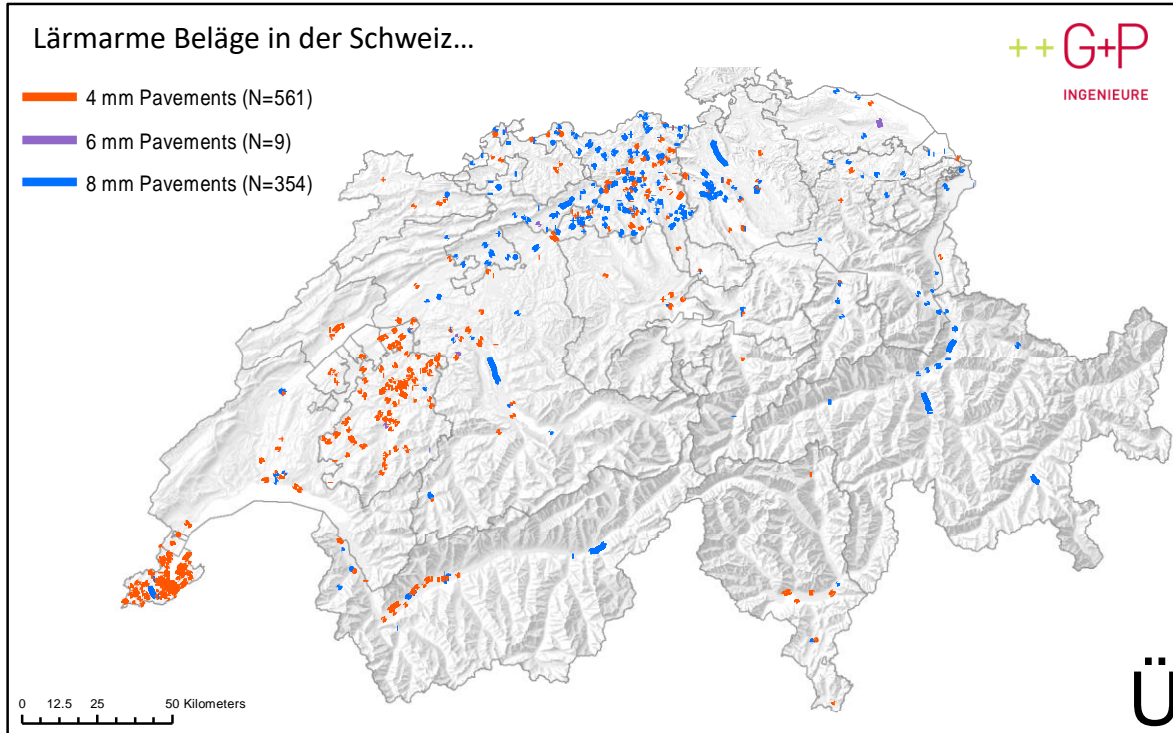 Lärmarme Beläge in der Schweiz...
++G+P
INGENIEURE
4 mm Pavements (N=561)
6 mm Pavements (N=9)
8 mm Pavements (N=354)
0 12.5 25 50 Kilometers
Ü